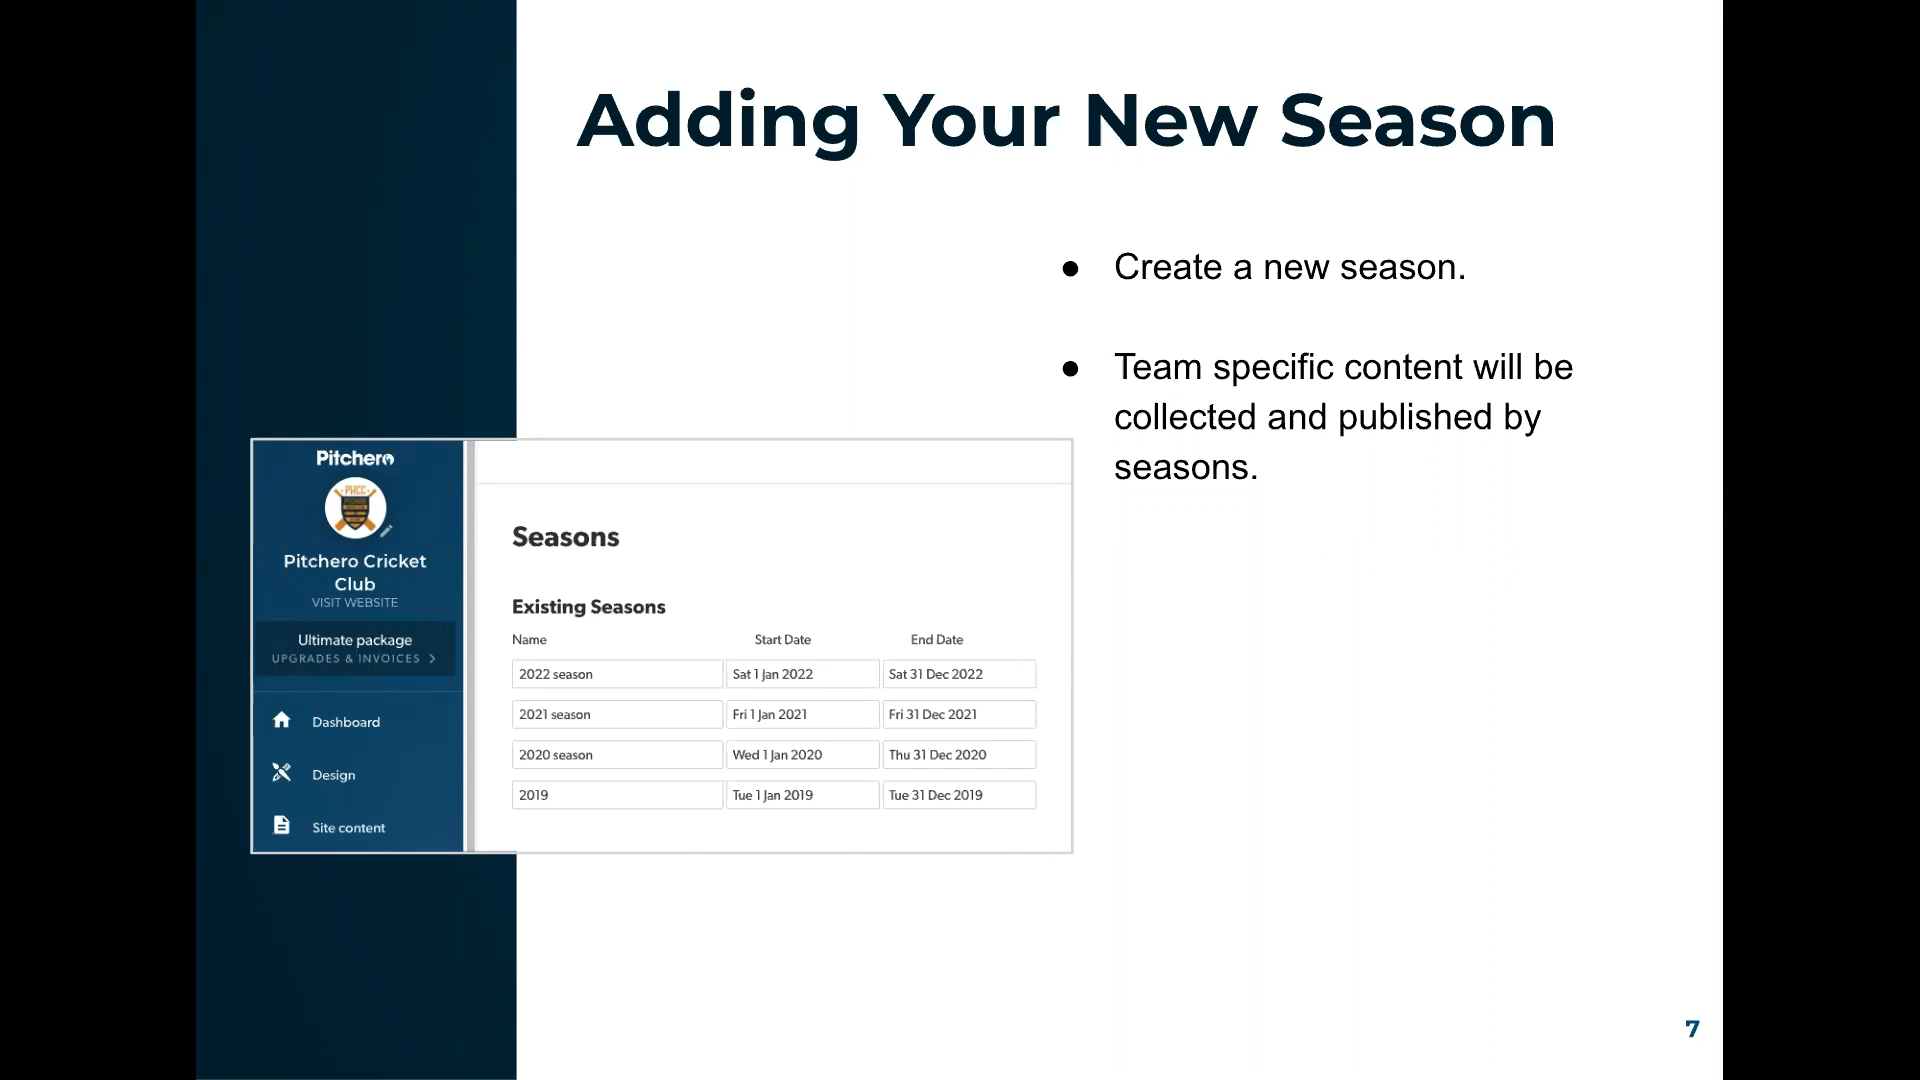 Adding Your New Season
● Create a new season.
● Team specific content will be
collected and published by
seasons.
Pitchero
PHCC
Pitchero Cricket
Club
VISIT WEBSITE
Ultimate package
UPGRADES & INVOICES >
Dashboard
Design
Site content
Seasons
Existing Seasons
Name Start Date End Date
2022 season Sat 1 Jan 2022 Sat 31 Dec 2022
2021 season Fri 1 Jan 2021 Fri 31 Dec 2021
2020 season Wed 1 Jan 2020 Thu 31 Dec 2020
2019 Tue 1 Jan 2019 Tue 31 Dec 2019
7